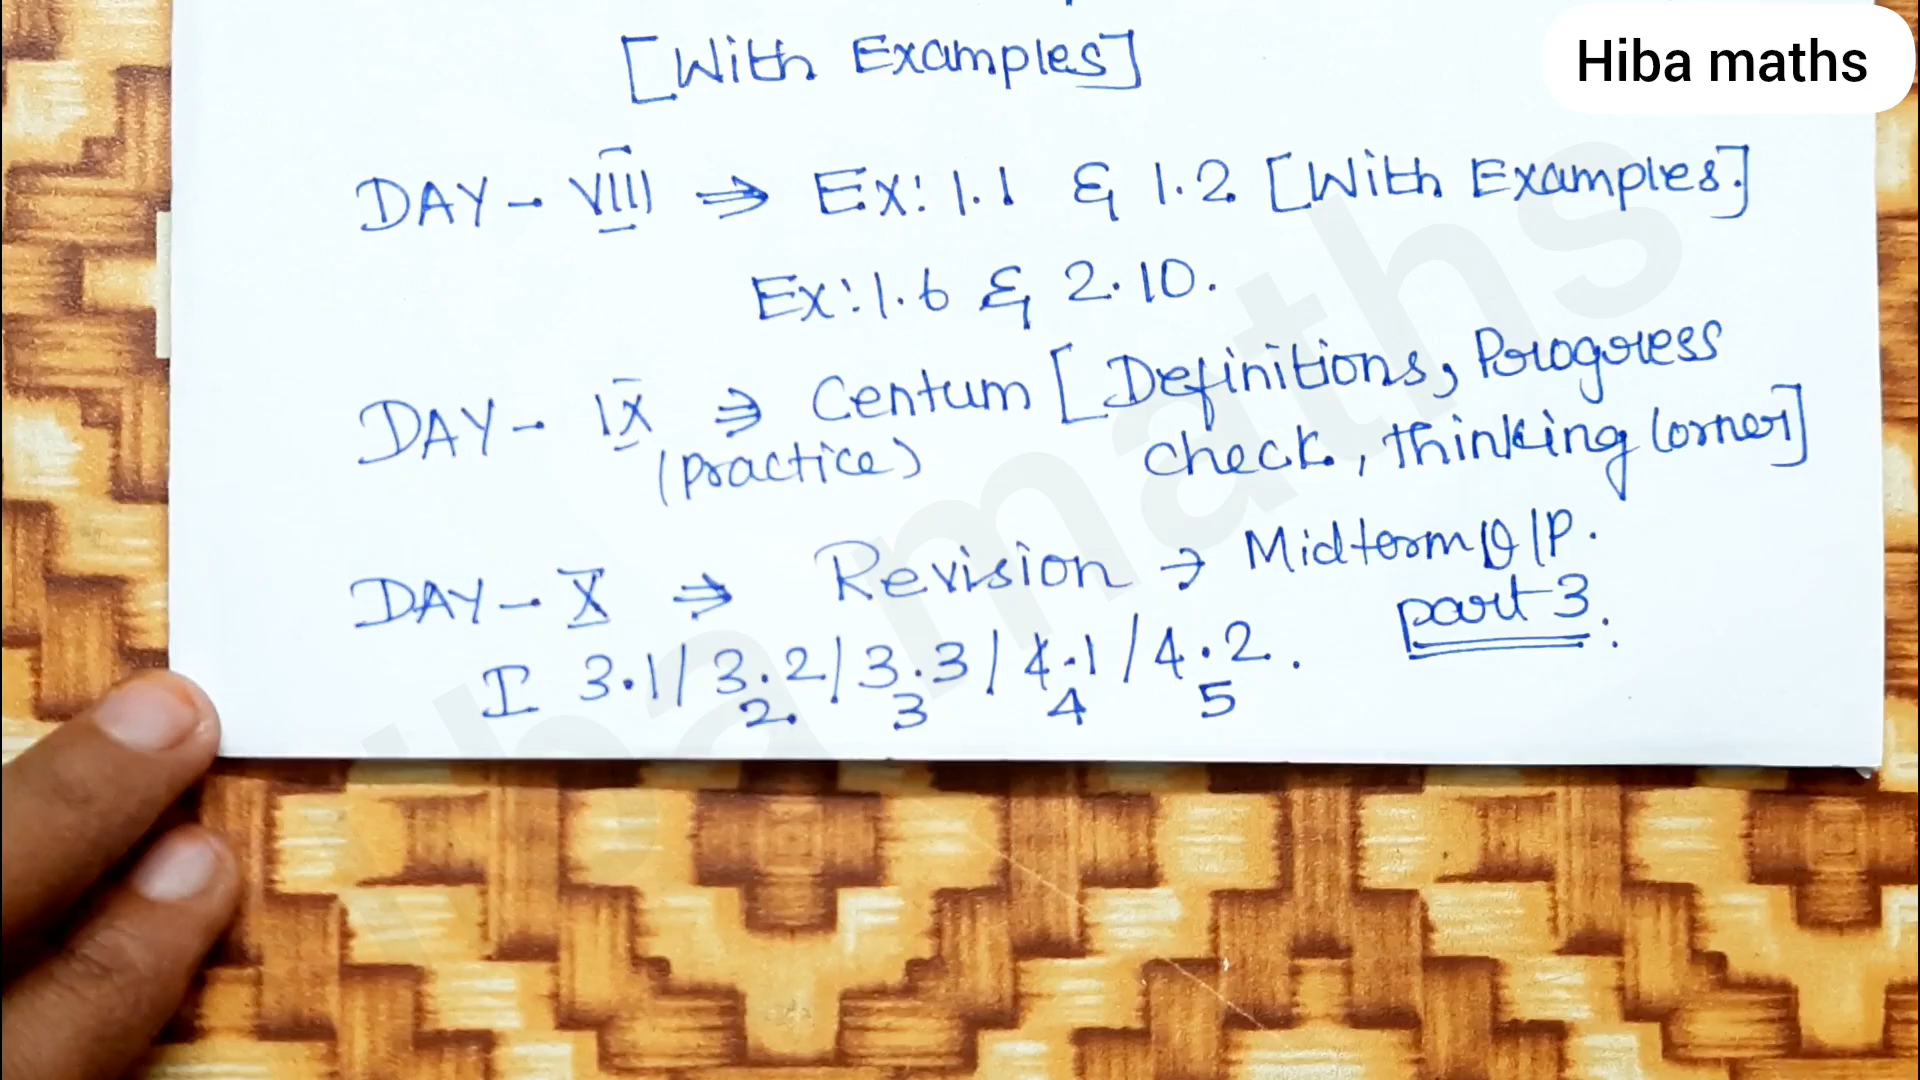 Hiba maths
[With Examples]
DAY - VIII ⇒ Ex: 1.1 & 1.2 [With Examples.]
Ex: 1.6 & 2.10.
DAY - IX ⇒ Centum [Definitions, Progress
(practice) check, thinking Corner]
DAY - X ⇒ Revision → Midterm Q/P.
part-3.
I 3.1/3.2/3.3/4.1/4.2.
2. 3 4 5
Hiba maths